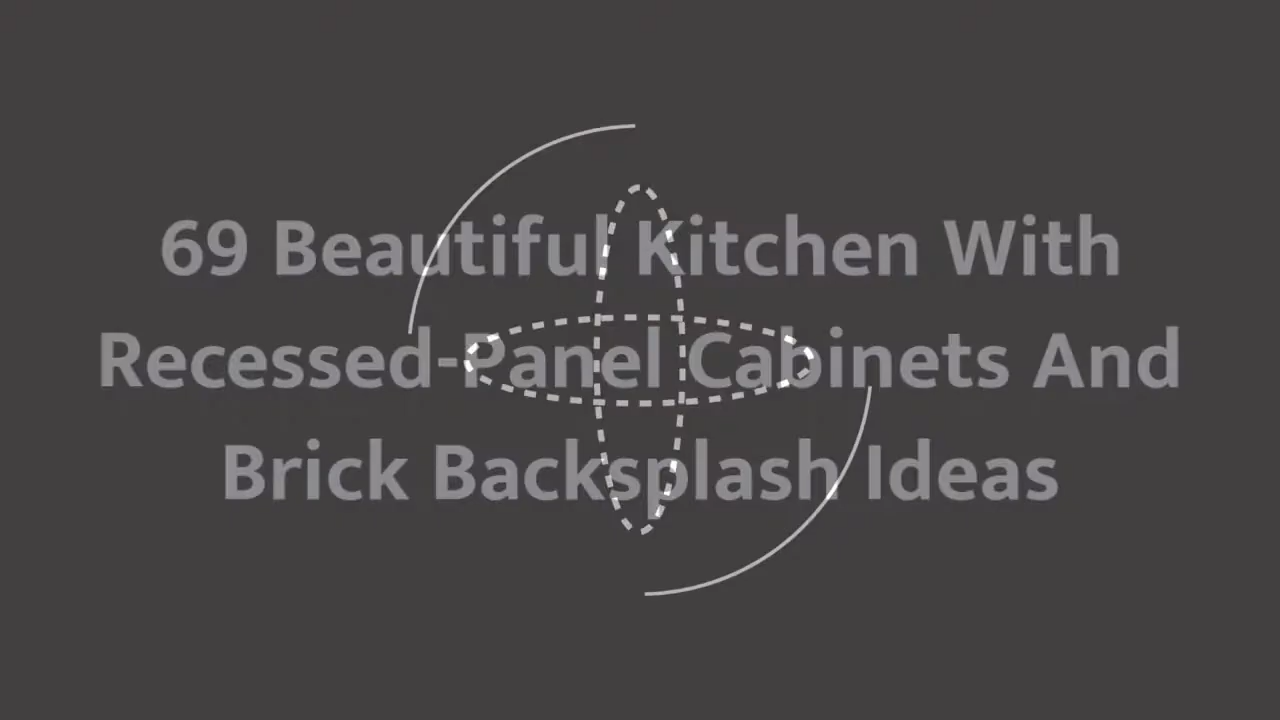 69 Beautiful Kitchen With
Recessed-Panel Cabinets And
Brick Backsplash Ideas